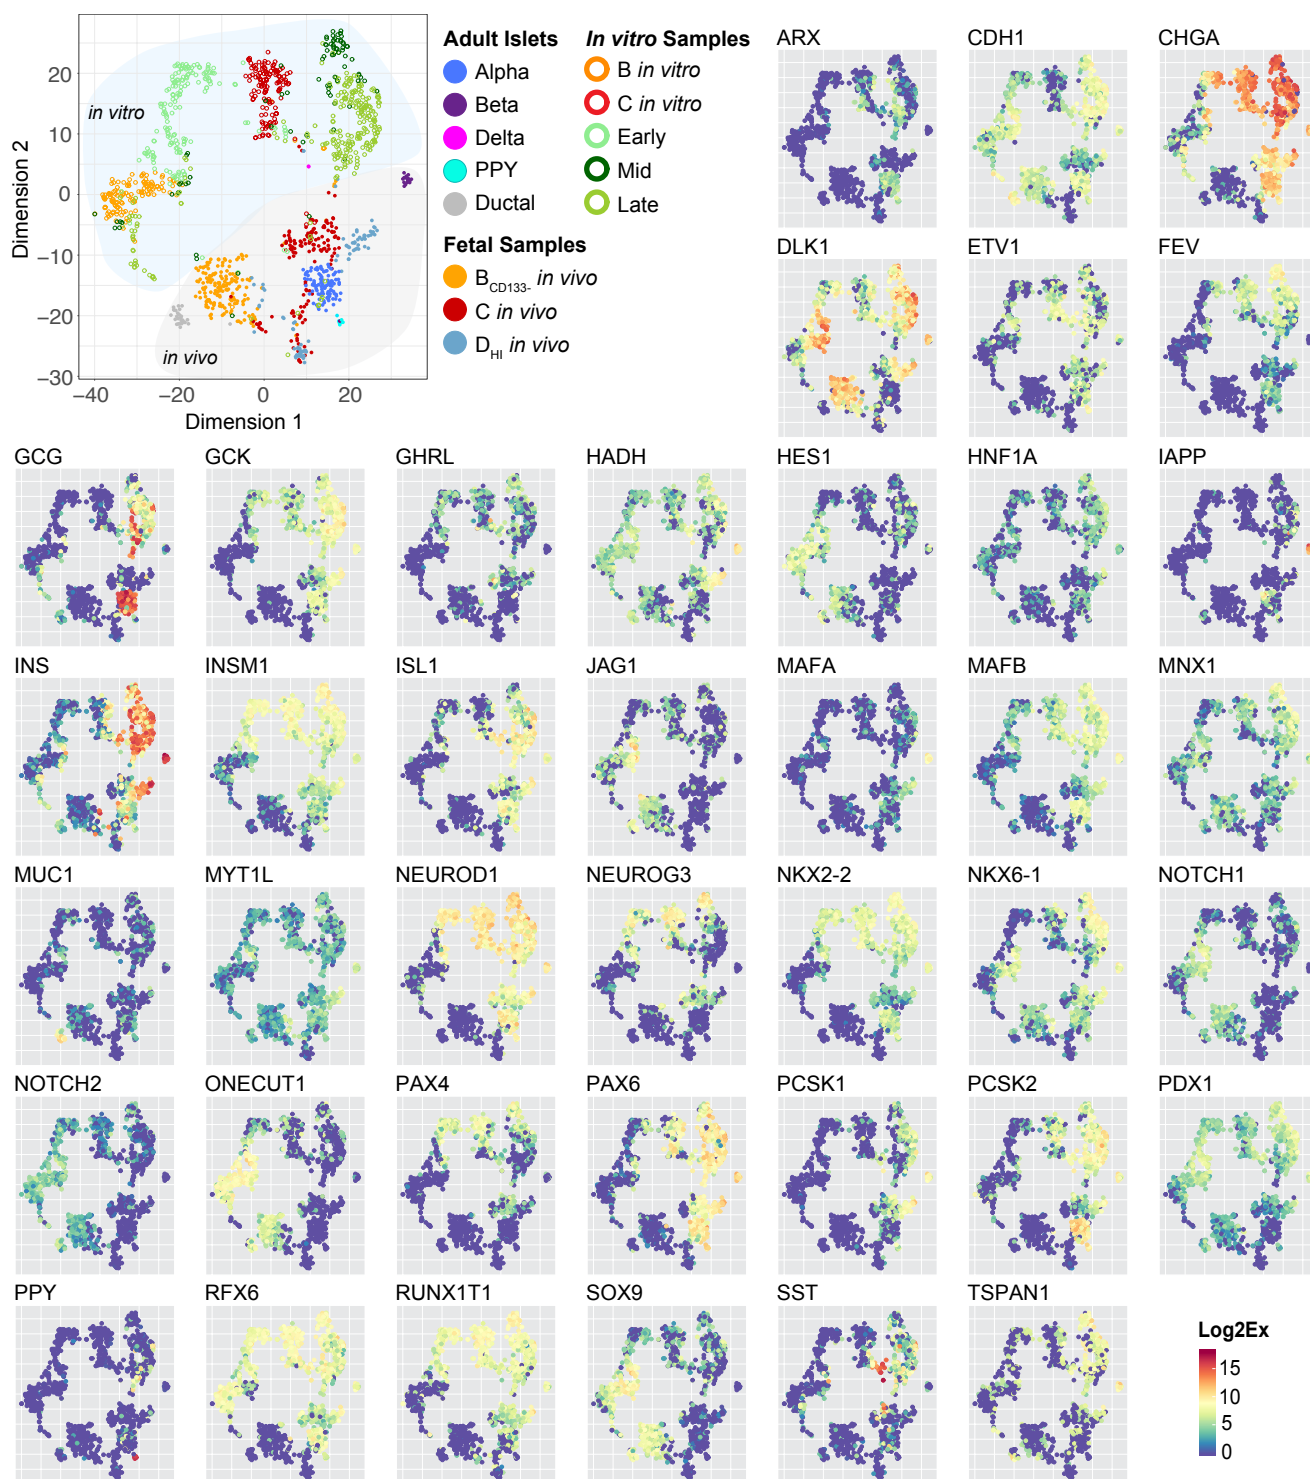 Adult Islets
Alpha
Beta
Delta
PPY
Ductal
Fetal Samples
B CD133- in vivo
C in vivo
D HI in vivo
In vitro Samples
B in vitro
C in vitro
Early
Mid
Late
in vitro
in vivo
Dimension 2
20
10
0
−10
−20
−30
−40 −20 0 20
Dimension 1
ARX CDH1 CHGA
DLK1 ETV1 FEV
GCG GCK GHRL HADH HES1 HNF1A IAPP
INS INSM1 ISL1 JAG1 MAFA MAFB MNX1
MUC1 MYT1L NEUROD1 NEUROG3 NKX2-2 NKX6-1 NOTCH1
NOTCH2 ONECUT1 PAX4 PAX6 PCSK1 PCSK2 PDX1
PPY RFX6 RUNX1T1 SOX9 SST TSPAN1
Log2Ex
15
10
5
0